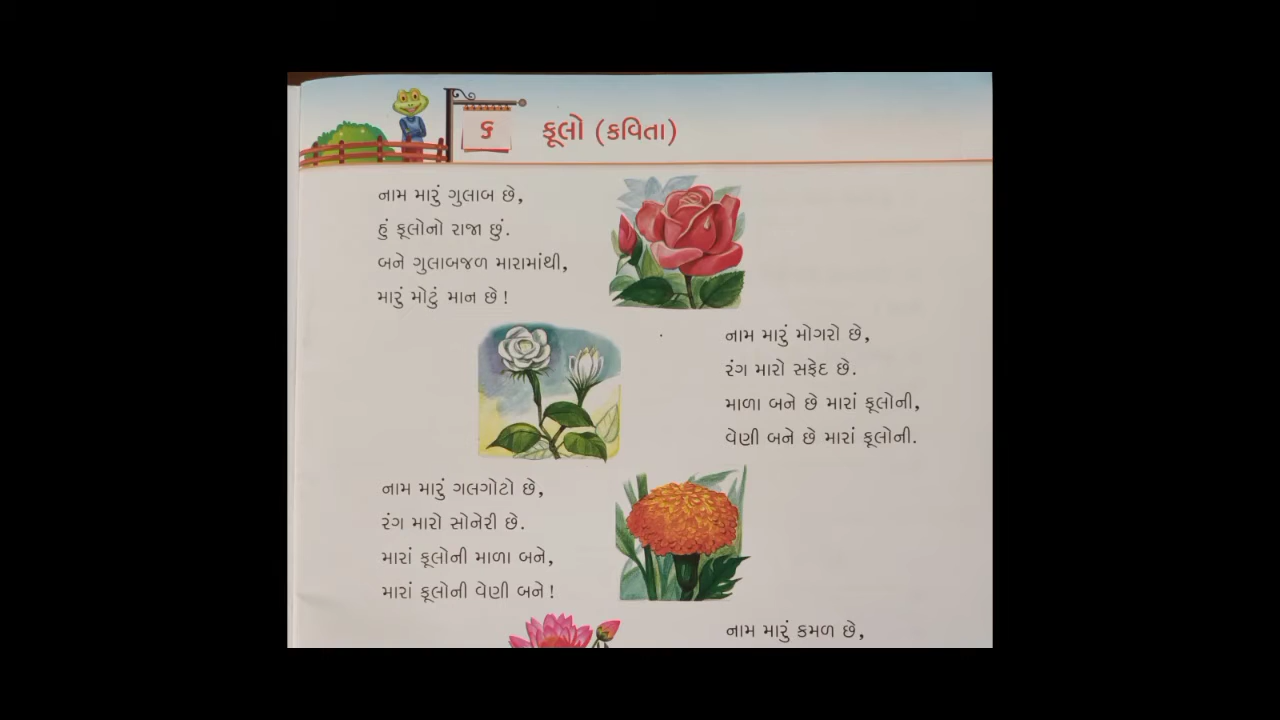 ૬
ફૂલો (કવિતા)
નામ મારું ગુલાબ છે,
હું ફૂલોનો રાજા છું.
બને ગુલાબજળ મારામાંથી,
મારું મોટું માન છે!
નામ મારું મોગરો છે,
રંગ મારો સફેદ છે.
માળા બને છે મારાં ફૂલોની,
વેણી બને છે મારાં ફૂલોની.
નામ મારું ગલગોટો છે,
રંગ મારો સોનેરી છે.
મારાં ફૂલોની માળા બને,
મારાં ફૂલોની વેણી બને!
નામ મારું કમળ છે,